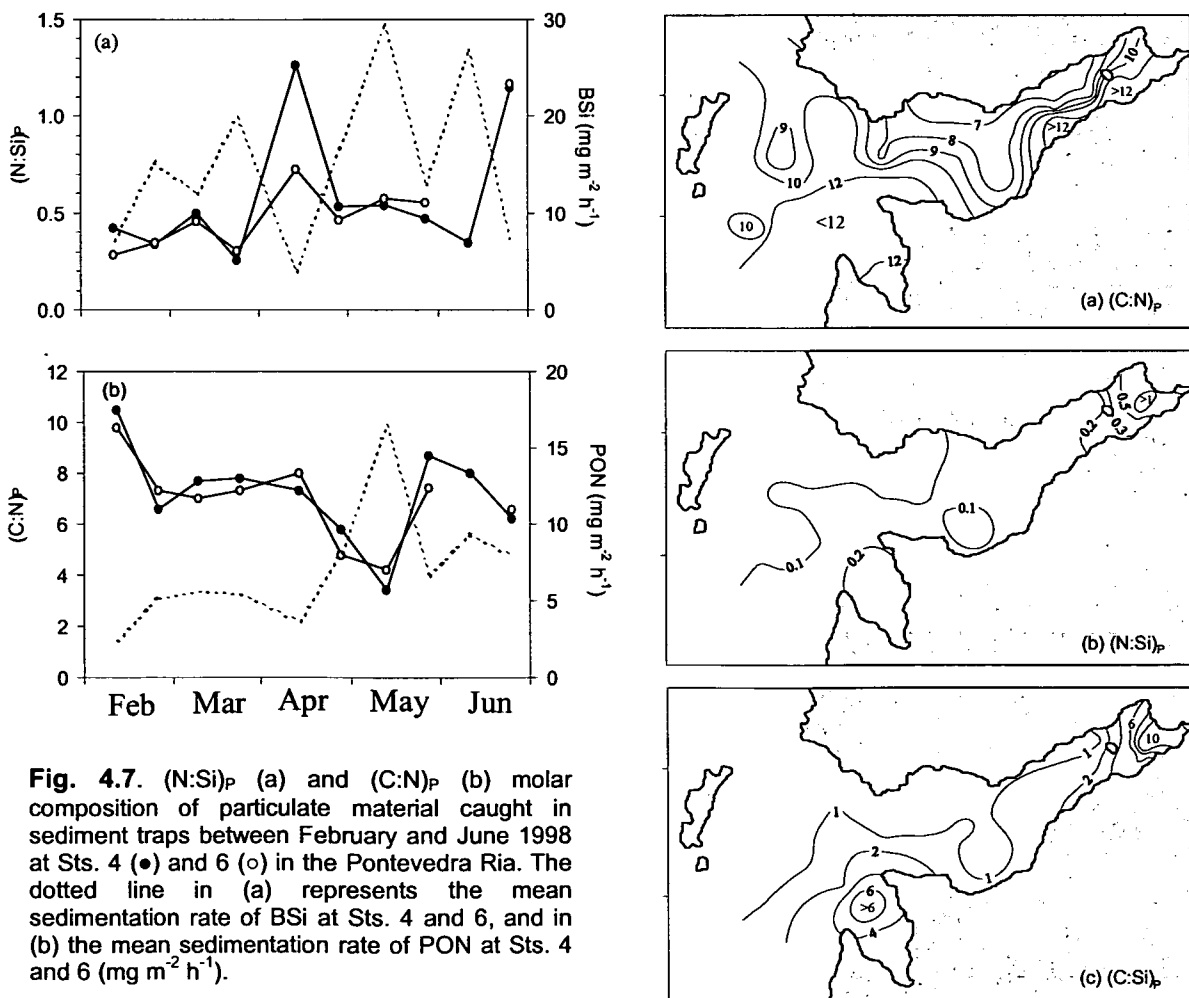 (a)
1.5
1.0
0.5
0.0
(N:Si)P
30
20
10
0
BSi (mg m-2 h-1)
(b)
12
10
8
6
4
2
0
(C:N)P
20
15
10
5
0
PON (mg m-2 h-1)
Feb Mar Apr May Jun
Fig. 4.7. (N:Si)P (a) and (C:N)P (b) molar
composition of particulate material caught in
sediment traps between February and June 1998
at Sts. 4 (●) and 6 (○) in the Pontevedra Ria. The
dotted line in (a) represents the mean
sedimentation rate of BSi at Sts. 4 and 6, and in
(b) the mean sedimentation rate of PON at Sts. 4
and 6 (mg m-2 h-1).
10
>12
>12
7
8
9
9
10
12
10
<12
12
(a) (C:N)P
0.5
>1
0.2
0.3
0.1
0.1
0.2
(b) (N:Si)P
6
10
1
2
1
2
1
6
>6
4
(c) (C:Si)P